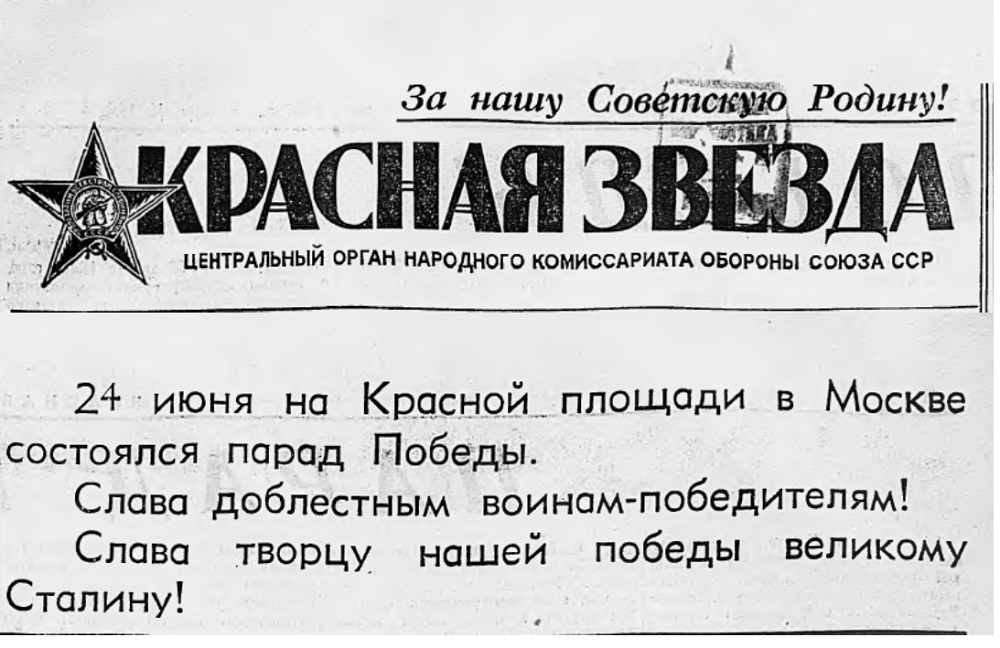 За нашу Советскую Родину!
КРАСНАЯ ЗВЕЗДА
ЦЕНТРАЛЬНЫЙ ОРГАН НАРОДНОГО КОМИССАРИАТА ОБОРОНЫ СОЮЗА ССР
24 июня на Красной площади в Москве
состоялся парад Победы.
Слава доблестным воинам-победителям!
Слава творцу нашей победы великому
Сталину!